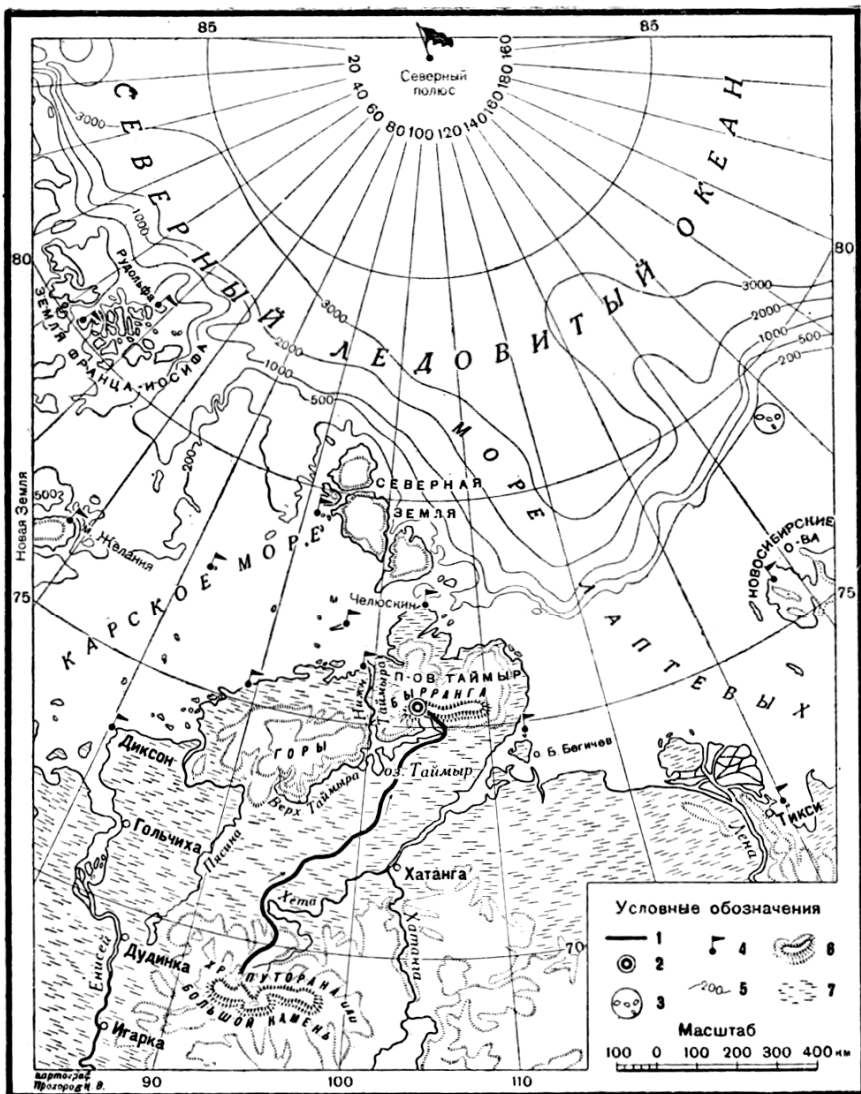 85
85
Северный
полюс
20 40 60 80 100 120 140 160 180 160
СЕВЕРНЫЙ ЛЕДОВИТЫЙ ОКЕАН
3000
1000
80
80
Рудольфа
ЗЕМЛЯ ФРАНЦА-ИОСИФА
3000
2000
1000
500
200
3000
2000
1000
500
200
МОРЕ ЛАПТЕВЫХ
СЕВЕРНАЯ
ЗЕМЛЯ
Новая Земля
500
м. Желания
КАРСКОЕ МОРЕ
НОВОСИБИРСКИЕ
О-ВА
75
75
м Челюскин
П-ОВ ТАЙМЫР
БЫРРАНГА
Нижн
Таймыра
ГОРЫ
Диксон
оз. Таймыр
Б. Бегичев
Верх Таймыра
Тикси
Лена
Гольчиха
Пясина
Хатанга
Хета
Хатанга
Енисей
Дудинка
ХР. ПУТОРАНА ИЛИ
БОЛЬШОЙ КАМЕНЬ
Игарка
70
Условные обозначения
1 4 6
2
3 5 7
200
Масштаб
100 0 100 200 300 400 км
картограф
Прохоров И В.
90
100
110